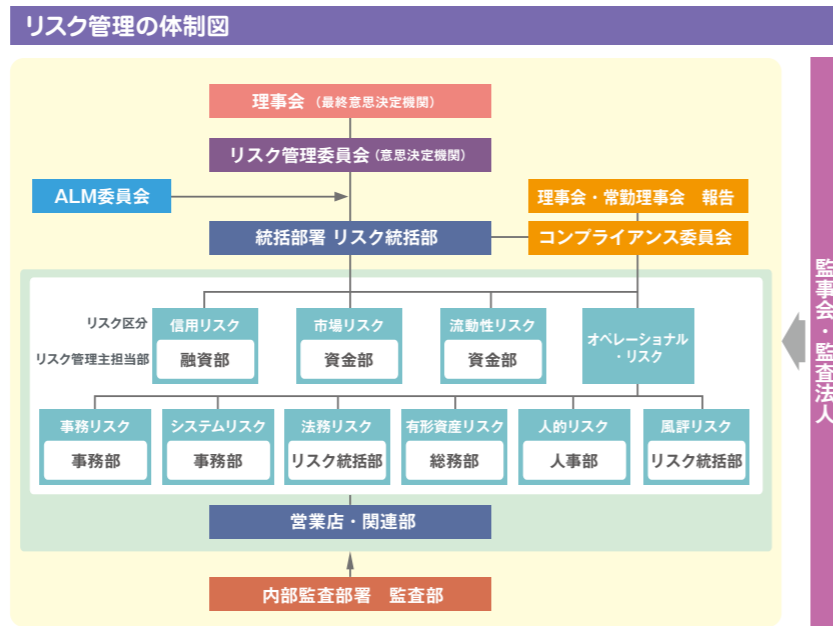 リスク管理の体制図
理事会（最終意思決定機関）
リスク管理委員会（意思決定機関）
ALM委員会
理事会・常勤理事会　報告
統括部署 リスク統括部
コンプライアンス委員会
リスク区分
信用リスク
市場リスク
流動性リスク
オペレーショナル
・リスク
リスク管理主担当部
融資部
資金部
資金部
事務リスク
システムリスク
法務リスク
有形資産リスク
人的リスク
風評リスク
事務部
事務部
リスク統括部
総務部
人事部
リスク統括部
営業店・関連部
内部監査部署　監査部
監事会・監査法人